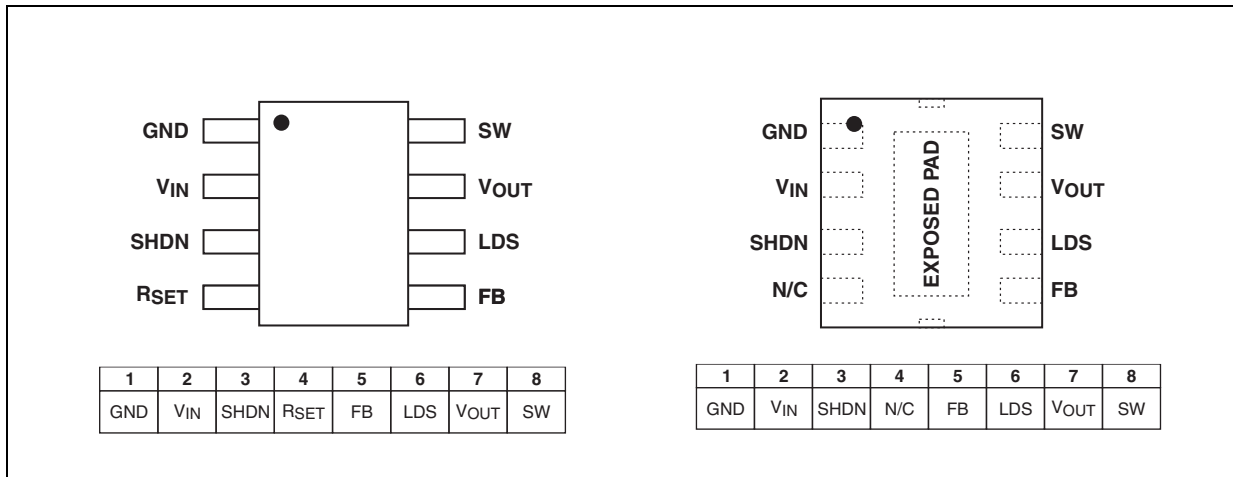 GND SW
VIN VOUT
SHDN LDS
RSET FB
1 2 3 4 5 6 7 8
GND VIN SHDN RSET FB LDS VOUT SW
GND SW
VIN VOUT
SHDN LDS
N/C FB
EXPOSED PAD
1 2 3 4 5 6 7 8
GND VIN SHDN N/C FB LDS VOUT SW